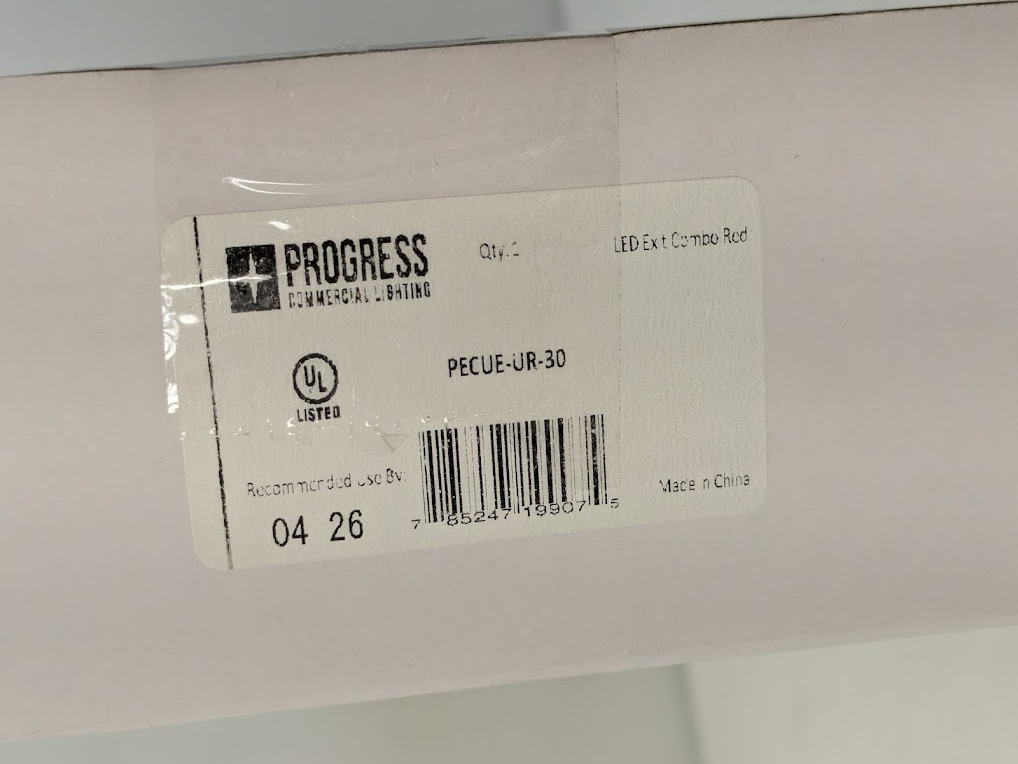 PROGRESS
COMMERCIAL LIGHTING
Qty: 1
LED Exit Combo Red
UL
LISTED
PECUE-UR-30
Recommended Use By:
04 26
7 85247 19907 5
Made in China